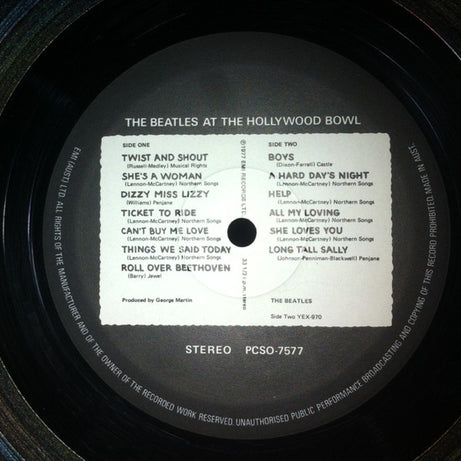 THE BEATLES AT THE HOLLYWOOD BOWL
SIDE ONE
TWIST AND SHOUT
(Russell-Medley) Musical Rights
SHE'S A WOMAN
(Lennon-McCartney) Northern Songs
DIZZY MISS LIZZY
(Williams) Penjane
TICKET TO RIDE
(Lennon-McCartney) Northern Songs
CAN'T BUY ME LOVE
(Lennon-McCartney) Northern Songs
THINGS WE SAID TODAY
(Lennon-McCartney) Northern Songs
ROLL OVER BEETHOVEN
(Barry) Jewel
Produced by George Martin
℗1977 EMI RECORDS LTD
33 1/3 r.p.m.
SIDE TWO
BOYS
(Dixon-Farrell) Castle
A HARD DAY'S NIGHT
(Lennon-McCartney) Northern Songs
HELP
(Lennon-McCartney) Northern Songs
ALL MY LOVING
(Lennon-McCartney) Northern Songs
SHE LOVES YOU
(Lennon-McCartney) Northern Songs
LONG TALL SALLY
(Johnson-Penniman-Blackwell) Penjane
THE BEATLES
Side Two YEX-970
STEREO PCSO-7577
EMI (AUST) LTD ALL RIGHTS OF THE MANUFACTURER AND OF THE OWNER OF THE RECORDED WORK RESERVED. UNAUTHORISED PUBLIC PERFORMANCE BROADCASTING AND COPYING OF THIS RECORD PROHIBITED. MADE IN AUST